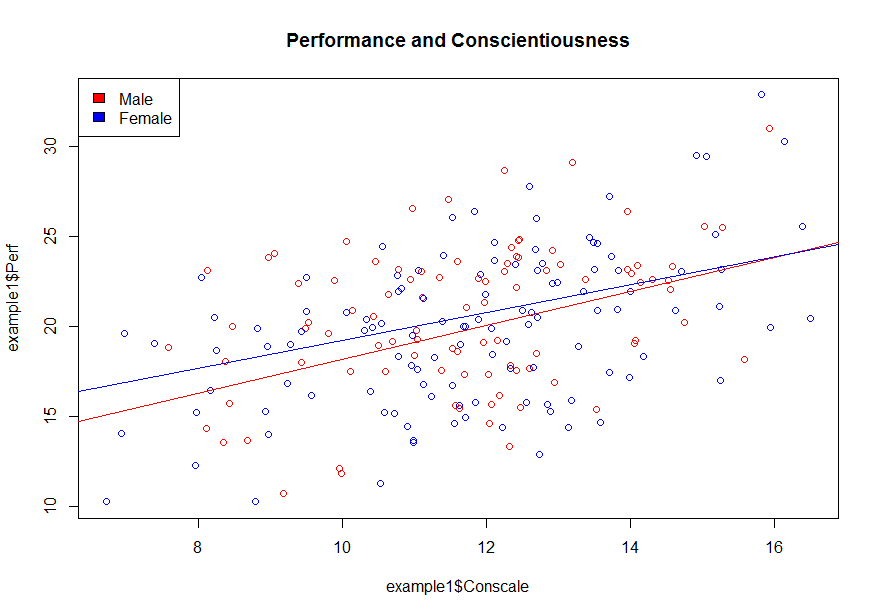 Performance and Conscientiousness
Male
Female
example1$Perf
30
25
20
15
10
8
10
12
14
16
example1$Conscale